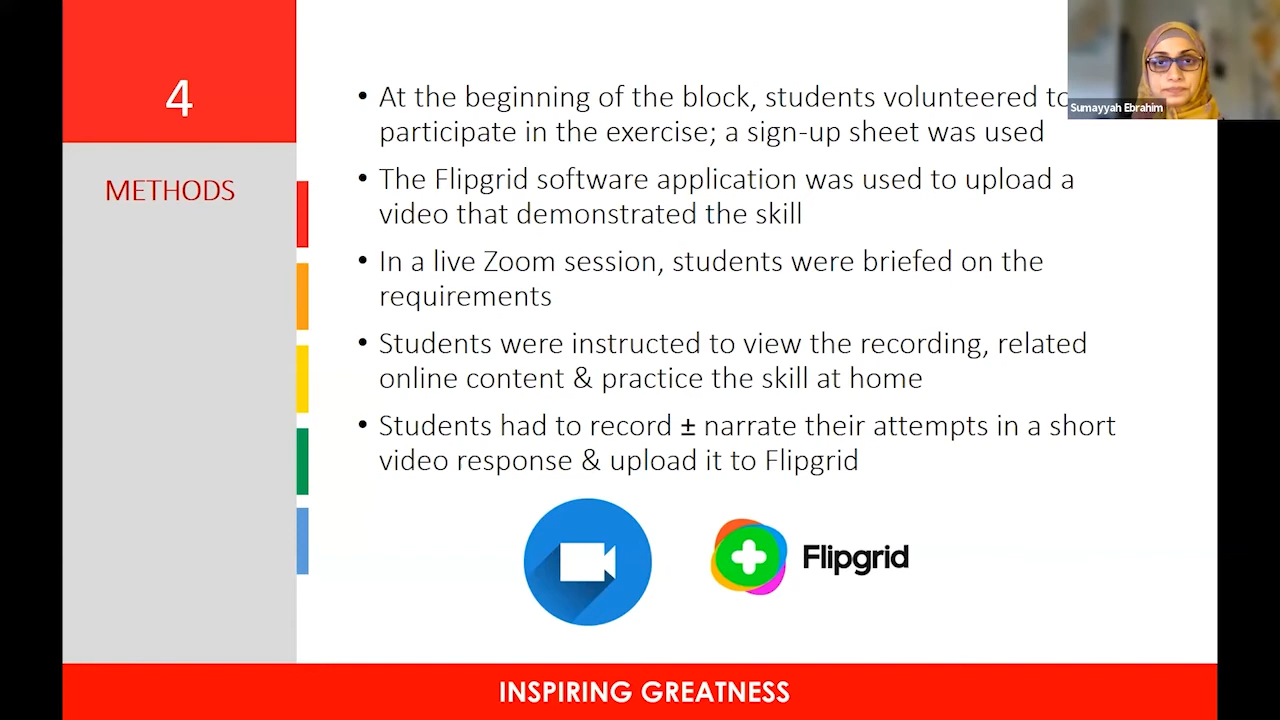 4
METHODS
• At the beginning of the block, students volunteered to
participate in the exercise; a sign-up sheet was used
• The Flipgrid software application was used to upload a
video that demonstrated the skill
• In a live Zoom session, students were briefed on the
requirements
• Students were instructed to view the recording, related
online content & practice the skill at home
• Students had to record ± narrate their attempts in a short
video response & upload it to Flipgrid
Flipgrid
INSPIRING GREATNESS
Sumayyah Ebrahim